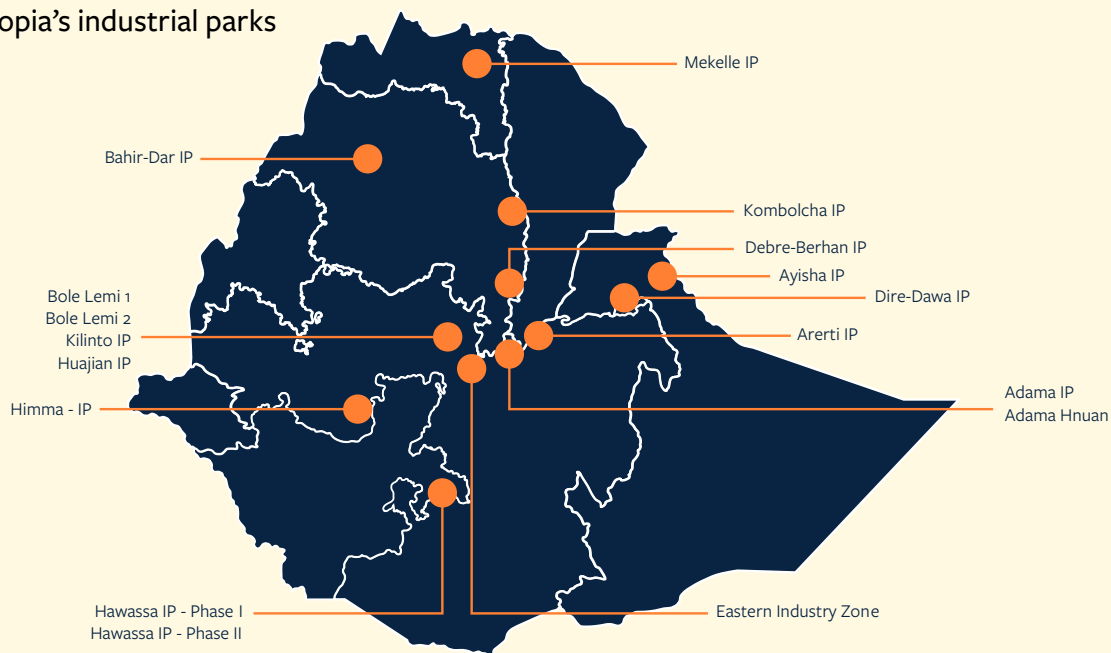 opia's industrial parks
Mekelle IP
Bahir-Dar IP
Kombolcha IP
Debre-Berhan IP
Ayisha IP
Dire-Dawa IP
Bole Lemi 1
Bole Lemi 2
Kilinto IP
Huajian IP
Arerti IP
Himma - IP
Adama IP
Adama Hnuan
Hawassa IP - Phase I
Hawassa IP - Phase II
Eastern Industry Zone